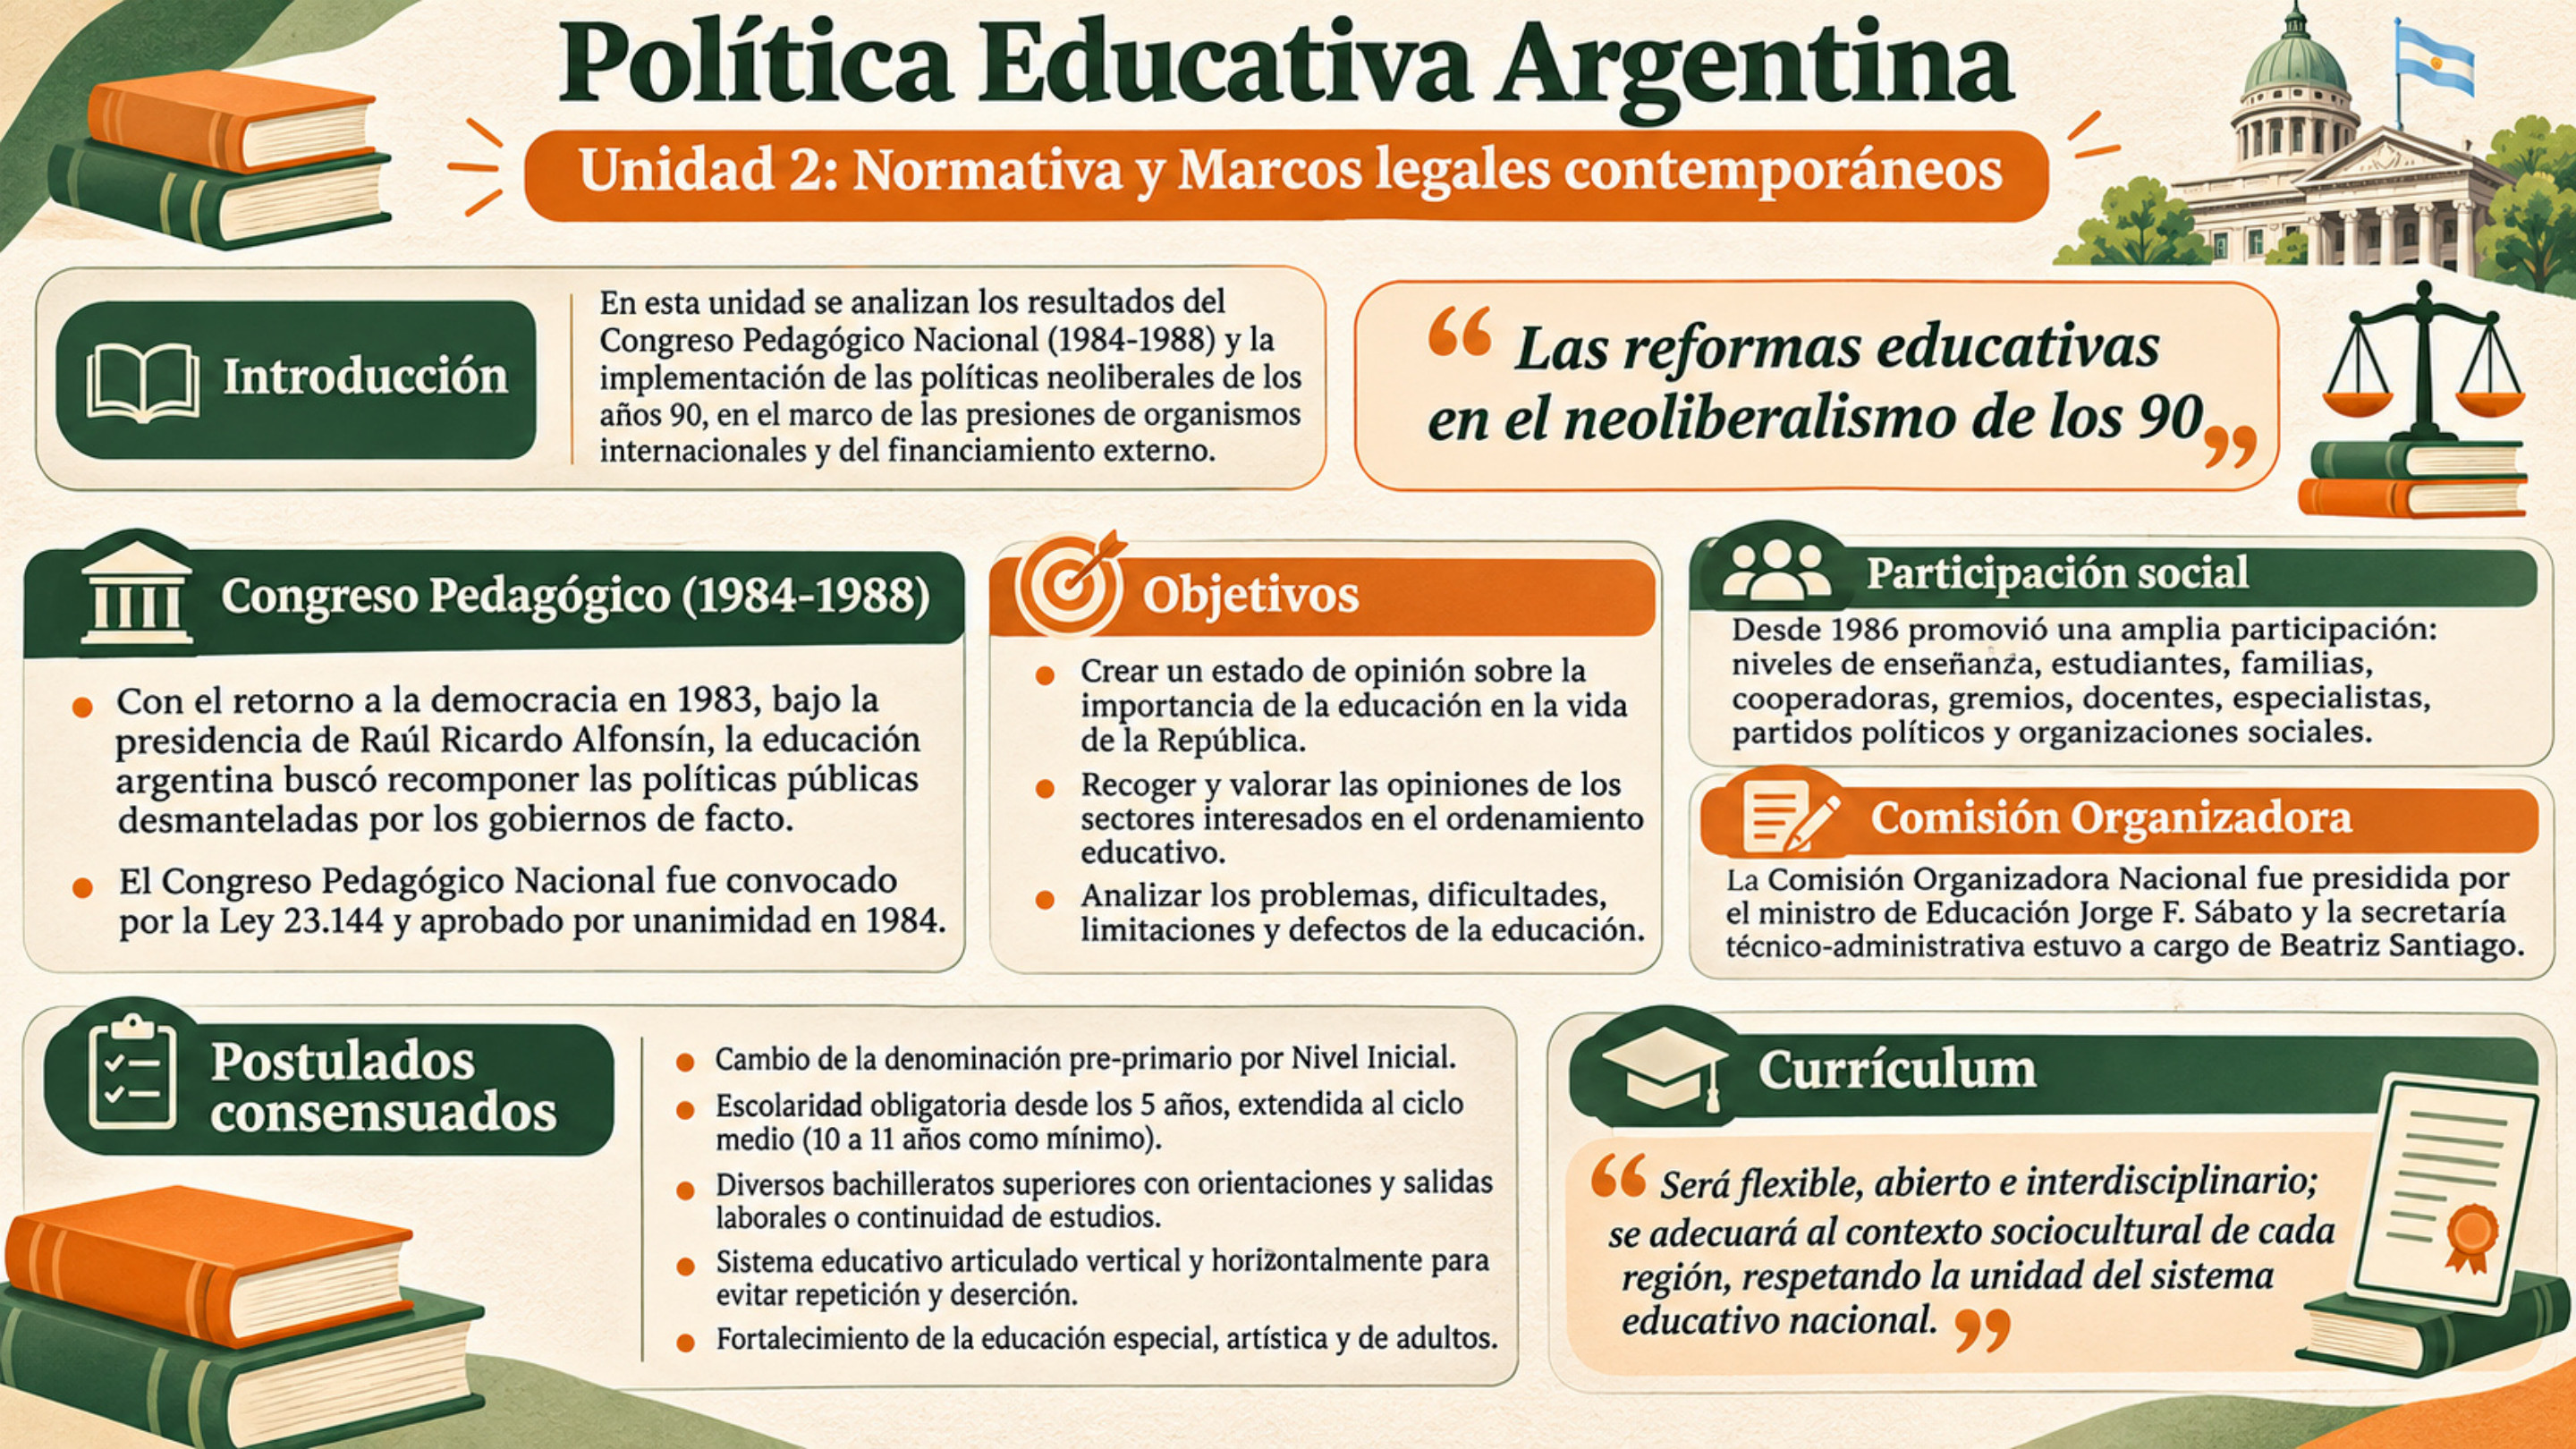 Política Educativa Argentina
Unidad 2: Normativa y Marcos legales contemporáneos
Introducción
En esta unidad se analizan los resultados del
Congreso Pedagógico Nacional (1984-1988) y la
implementación de las políticas neoliberales de los
años 90, en el marco de las presiones de organismos
internacionales y del financiamiento externo.
“ Las reformas educativas
en el neoliberalismo de los 90 ”
Congreso Pedagógico (1984-1988)
• Con el retorno a la democracia en 1983, bajo la
presidencia de Raúl Ricardo Alfonsín, la educación
argentina buscó recomponer las políticas públicas
desmanteladas por los gobiernos de facto.
• El Congreso Pedagógico Nacional fue convocado
por la Ley 23.144 y aprobado por unanimidad en 1984.
Objetivos
• Crear un estado de opinión sobre la
importancia de la educación en la vida
de la República.
• Recoger y valorar las opiniones de los
sectores interesados en el ordenamiento
educativo.
• Analizar los problemas, dificultades,
limitaciones y defectos de la educación.
Participación social
Desde 1986 promovió una amplia participación:
niveles de enseñanza, estudiantes, familias,
cooperadoras, gremios, docentes, especialistas,
partidos políticos y organizaciones sociales.
Comisión Organizadora
La Comisión Organizadora Nacional fue presidida por
el ministro de Educación Jorge F. Sábato y la secretaría
técnico-administrativa estuvo a cargo de Beatriz Santiago.
Postulados
consensuados
• Cambio de la denominación pre-primario por Nivel Inicial.
• Escolaridad obligatoria desde los 5 años, extendida al ciclo
medio (10 a 11 años como mínimo).
• Diversos bachilleratos superiores con orientaciones y salidas
laborales o continuidad de estudios.
• Sistema educativo articulado vertical y horizontalmente para
evitar repetición y deserción.
• Fortalecimiento de la educación especial, artística y de adultos.
Currículum
“ Será flexible, abierto e interdisciplinario;
se adecuará al contexto sociocultural de cada
región, respetando la unidad del sistema
educativo nacional. ”